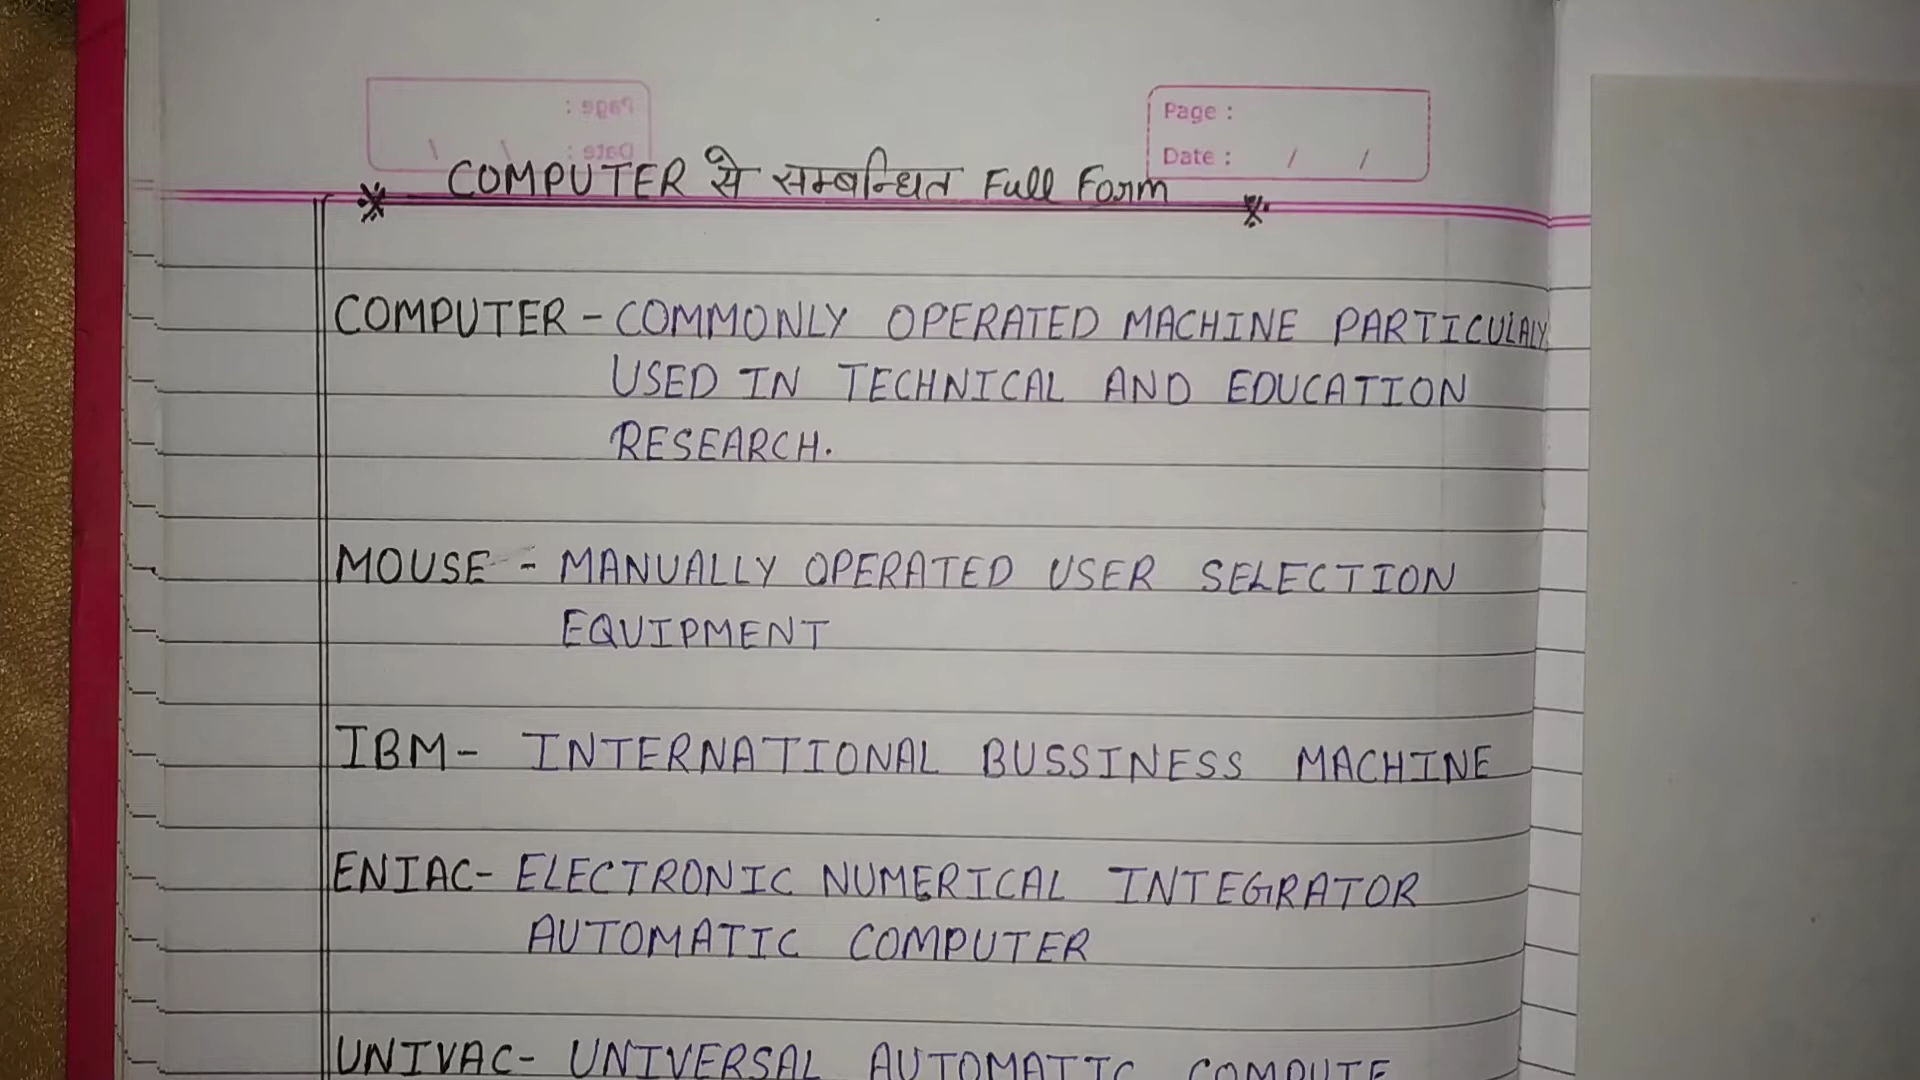 Page :
Date : / /
COMPUTER से सम्बन्धित Full Form
COMPUTER - COMMONLY OPERATED MACHINE PARTICULALY
USED IN TECHNICAL AND EDUCATION
RESEARCH.
MOUSE - MANUALLY OPERATED USER SELECTION
EQUIPMENT
IBM - INTERNATIONAL BUSSINESS MACHINE
ENIAC - ELECTRONIC NUMERICAL INTEGRATOR
AUTOMATIC COMPUTER
UNIVAC - UNIVERSAL AUTOMATIC COMPUTE